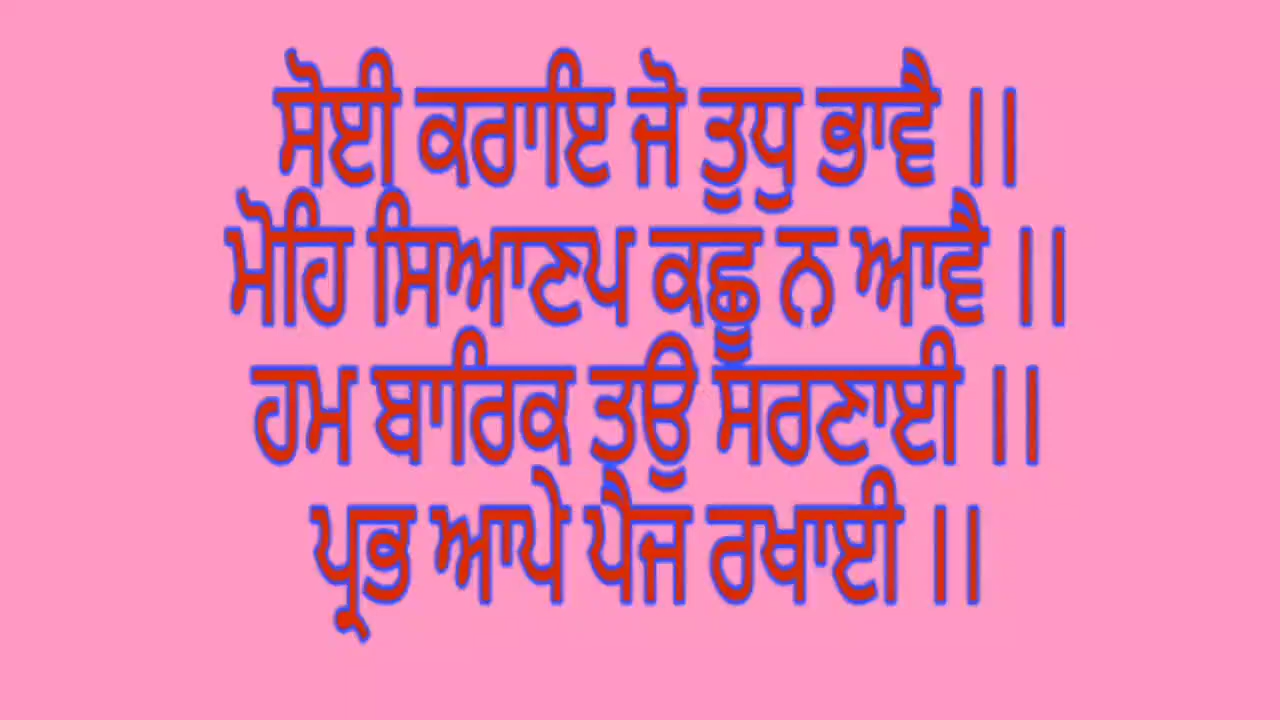 ਸੋਈ ਕਰਾਇ ਜੋ ਤੁਧੁ ਭਾਵੈ ।।
ਮੋਹਿ ਸਿਆਣਪ ਕਛੂ ਨ ਆਵੈ ।।
ਹਮ ਬਾਰਿਕ ਤਉ ਸਰਣਾਈ ।।
ਪ੍ਰਭ ਆਪੇ ਪੈਜ ਰਖਾਈ ।।